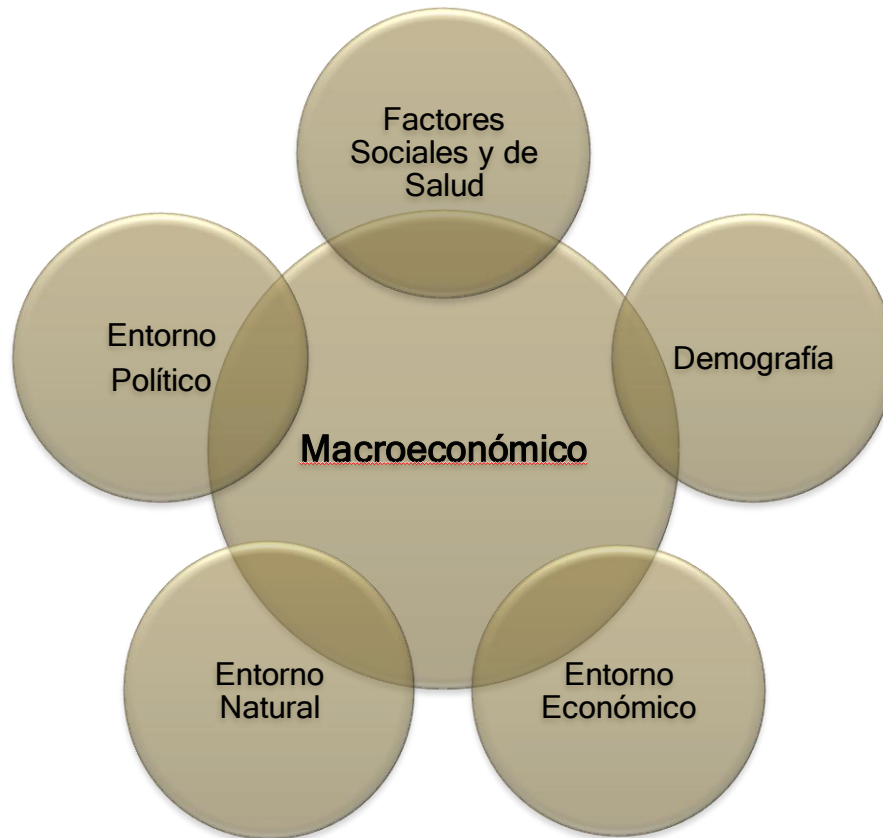 Factores
Sociales y de
Salud
Entorno
Político
Demografía
Macroeconómico
Entorno
Natural
Entorno
Económico